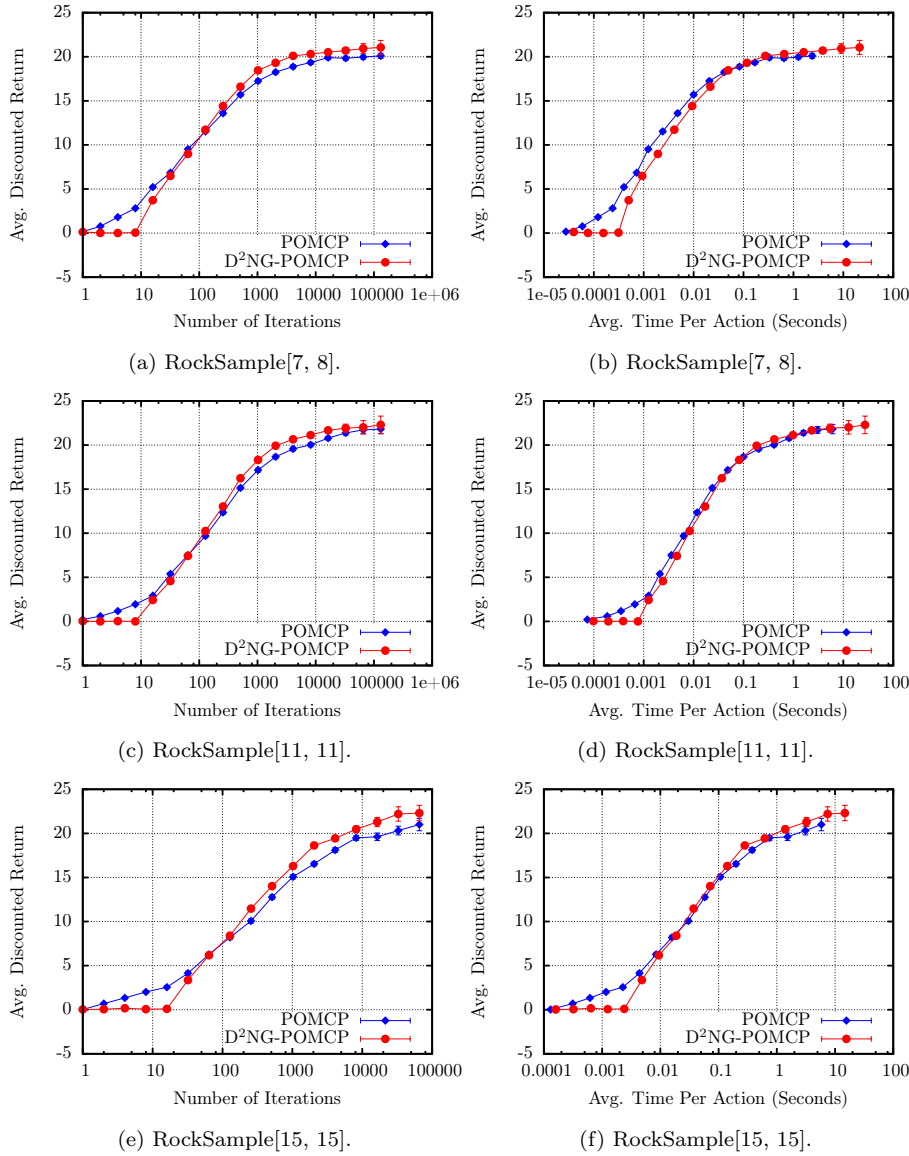 25
20
15
10
5
0
-5
Avg. Discounted Return
1 10 100 1000 10000 100000 1e+06
Number of Iterations
POMCP
D²NG-POMCP
(a) RockSample[7, 8].
25
20
15
10
5
0
-5
Avg. Discounted Return
1e-05 0.0001 0.001 0.01 0.1 1 10 100
Avg. Time Per Action (Seconds)
POMCP
D²NG-POMCP
(b) RockSample[7, 8].
25
20
15
10
5
0
-5
Avg. Discounted Return
1 10 100 1000 10000 100000 1e+06
Number of Iterations
POMCP
D²NG-POMCP
(c) RockSample[11, 11].
25
20
15
10
5
0
-5
Avg. Discounted Return
1e-05 0.0001 0.001 0.01 0.1 1 10 100
Avg. Time Per Action (Seconds)
POMCP
D²NG-POMCP
(d) RockSample[11, 11].
25
20
15
10
5
0
-5
Avg. Discounted Return
1 10 100 1000 10000 100000
Number of Iterations
POMCP
D²NG-POMCP
(e) RockSample[15, 15].
25
20
15
10
5
0
-5
Avg. Discounted Return
0.0001 0.001 0.01 0.1 1 10 100
Avg. Time Per Action (Seconds)
POMCP
D²NG-POMCP
(f) RockSample[15, 15].